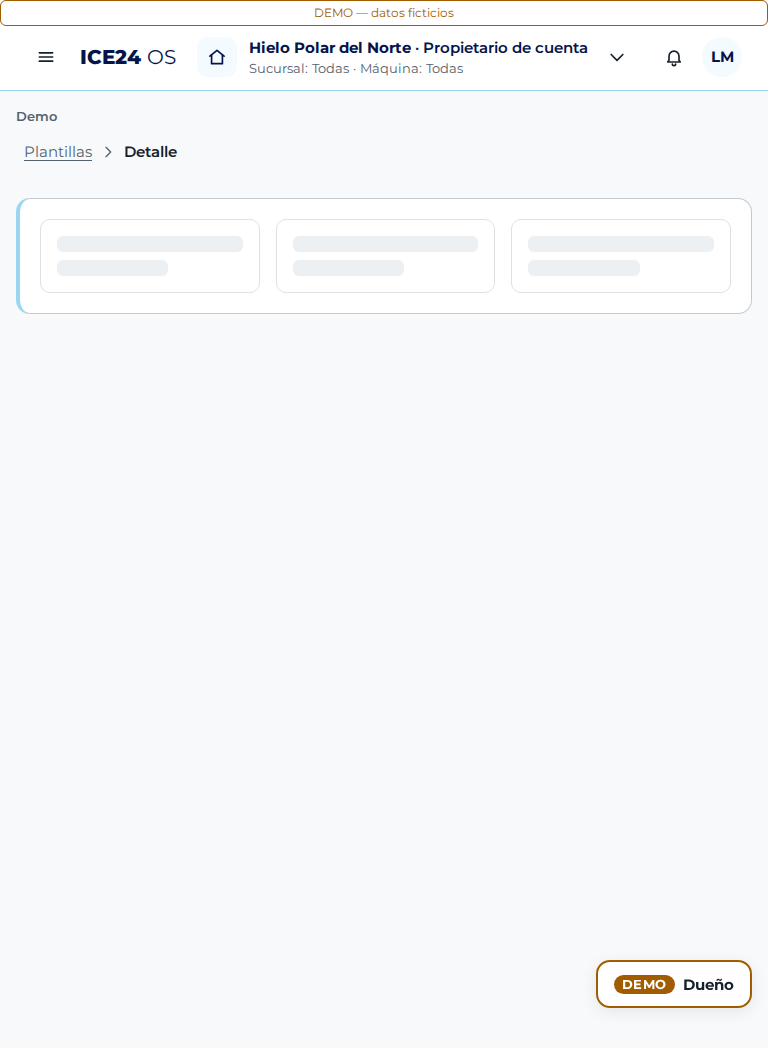 DEMO — datos ficticios
ICE24 OS
Hielo Polar del Norte · Propietario de cuenta
Sucursal: Todas · Máquina: Todas
LM
Demo
Plantillas > Detalle
DEMO Dueño